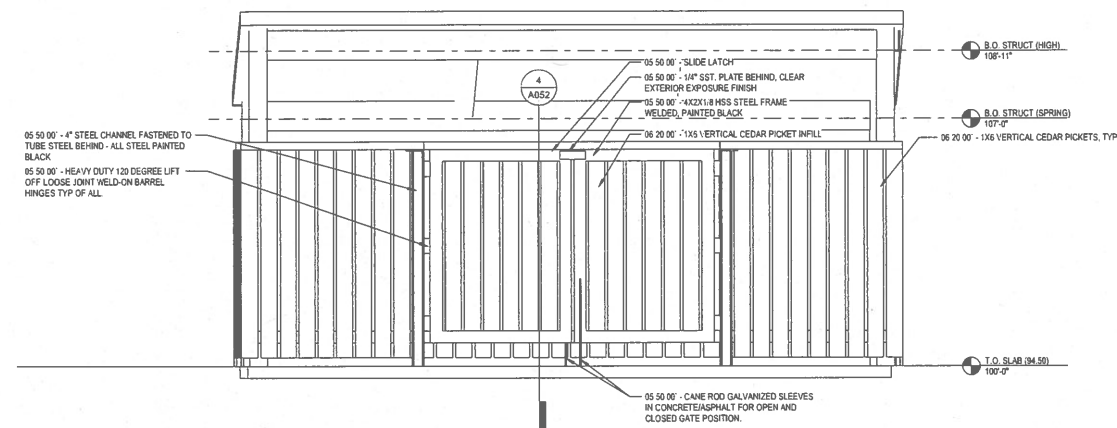 B.O. STRUCT (HIGH)
108'-11"
05 50 00` - SLIDE LATCH
05 50 00` - 1/4" SST. PLATE BEHIND, CLEAR
EXTERIOR EXPOSURE FINISH
4
A052
05 50 00` - 4X2X1/8 HSS STEEL FRAME
WELDED, PAINTED BLACK
B.O. STRUCT (SPRING)
107'-0"
05 50 00` - 4" STEEL CHANNEL FASTENED TO
TUBE STEEL BEHIND - ALL STEEL PAINTED
BLACK
06 20 00` - 1X6 VERTICAL CEDAR PICKET INFILL
06 20 00` - 1X6 VERTICAL CEDAR PICKETS, TYP
05 50 00` - HEAVY DUTY 120 DEGREE LIFT
OFF LOOSE JOINT WELD-ON BARREL
HINGES TYP OF ALL
T.O. SLAB (94.50)
100'-0"
05 50 00` - CANE ROD GALVANIZED SLEEVES
IN CONCRETE/ASPHALT FOR OPEN AND
CLOSED GATE POSITION.